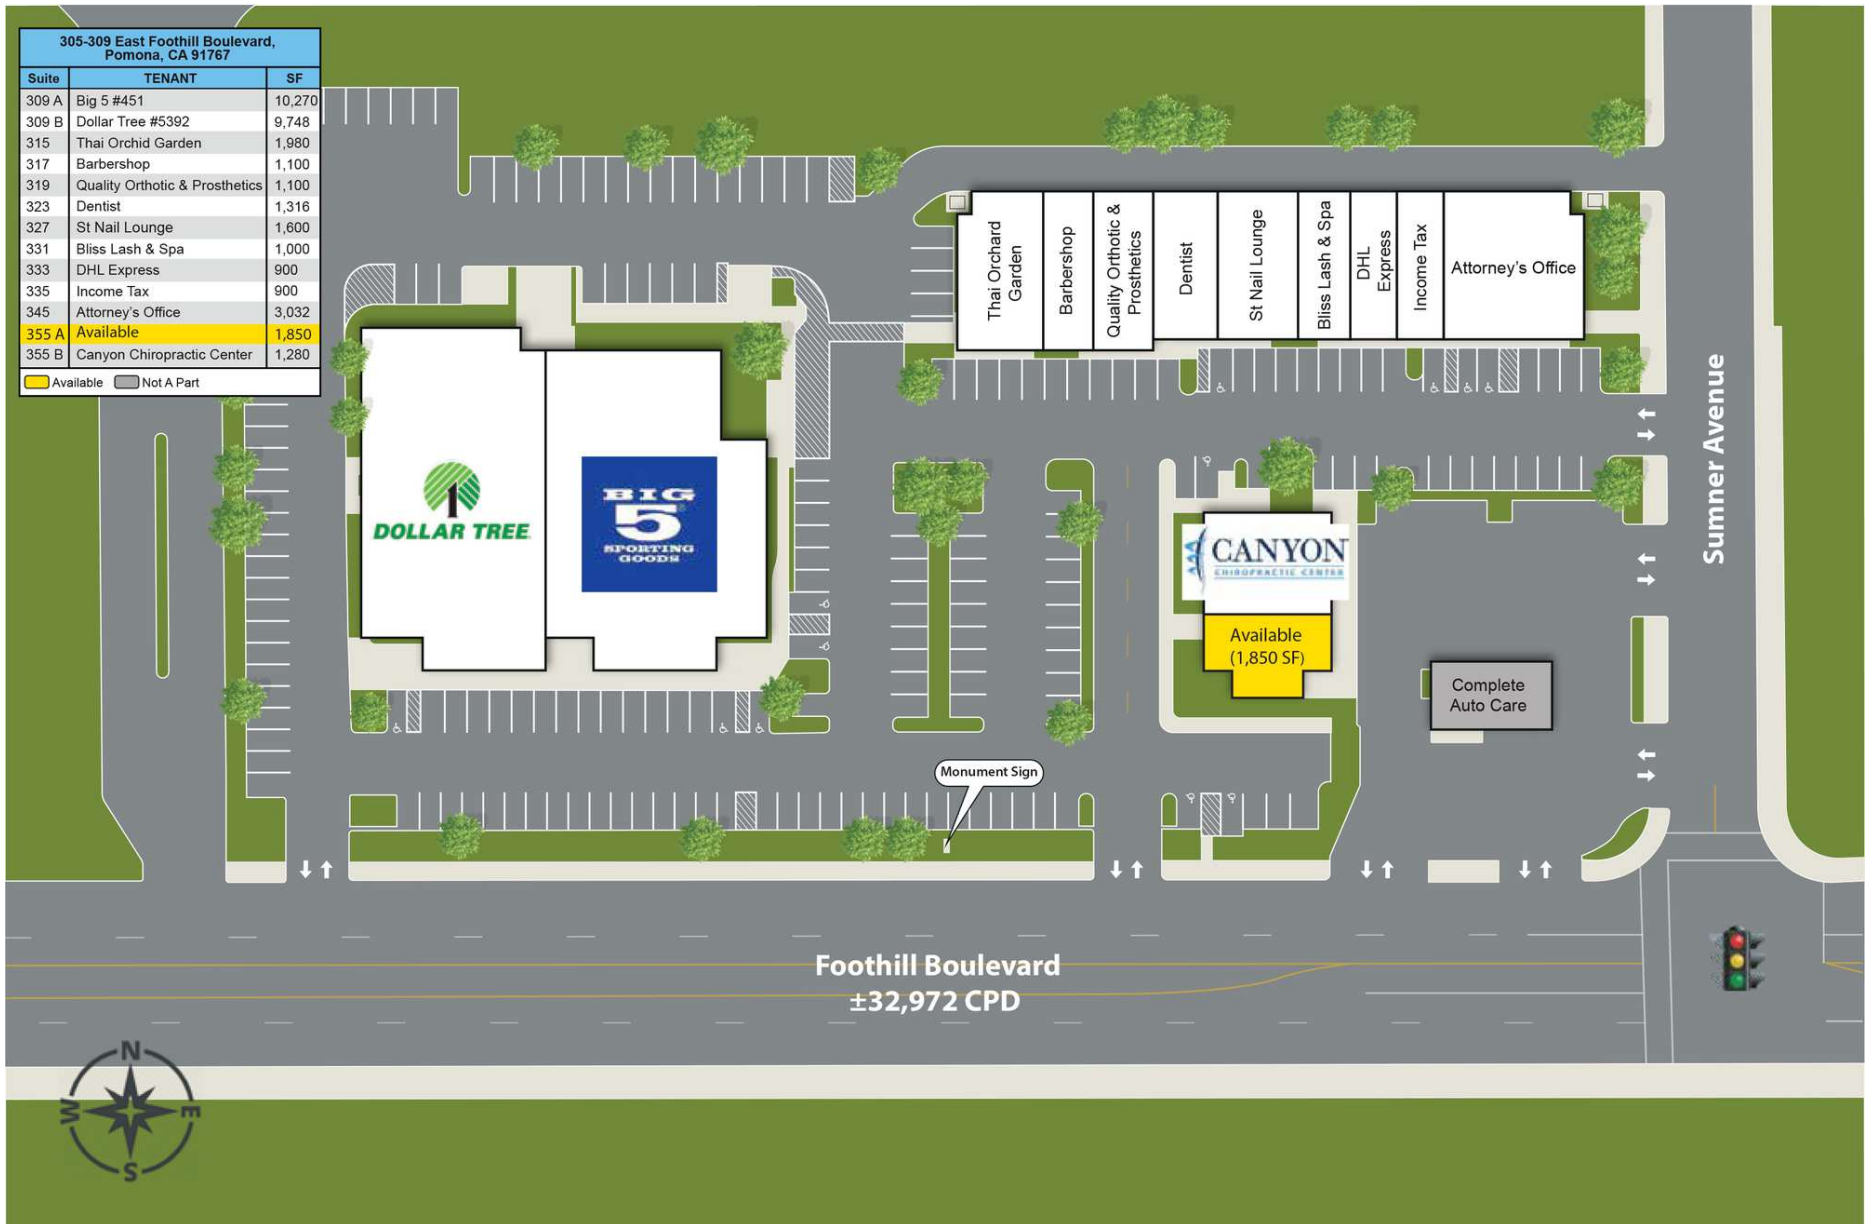 305-309 East Foothill Boulevard,
Pomona, CA 91767
Suite TENANT SF
309 A Big 5 #451 10,270
309 B Dollar Tree #5392 9,748
315 Thai Orchid Garden 1,980
317 Barbershop 1,100
319 Quality Orthotic & Prosthetics 1,100
323 Dentist 1,316
327 St Nail Lounge 1,600
331 Bliss Lash & Spa 1,000
333 DHL Express 900
335 Income Tax 900
345 Attorney's Office 3,032
355 A Available 1,850
355 B Canyon Chiropractic Center 1,280
Available Not A Part
Thai Orchard
Garden
Barbershop
Quality Orthotic &
Prosthetics
Dentist
St Nail Lounge
Bliss Lash & Spa
DHL
Express
Income Tax
Attorney's Office
Sumner Avenue
DOLLAR TREE
BIG
5
SPORTING
GOODS
CANYON
CHIROPRACTIC CENTER
Available
(1,850 SF)
Complete
Auto Care
Monument Sign
Foothill Boulevard
±32,972 CPD
N
W E
S